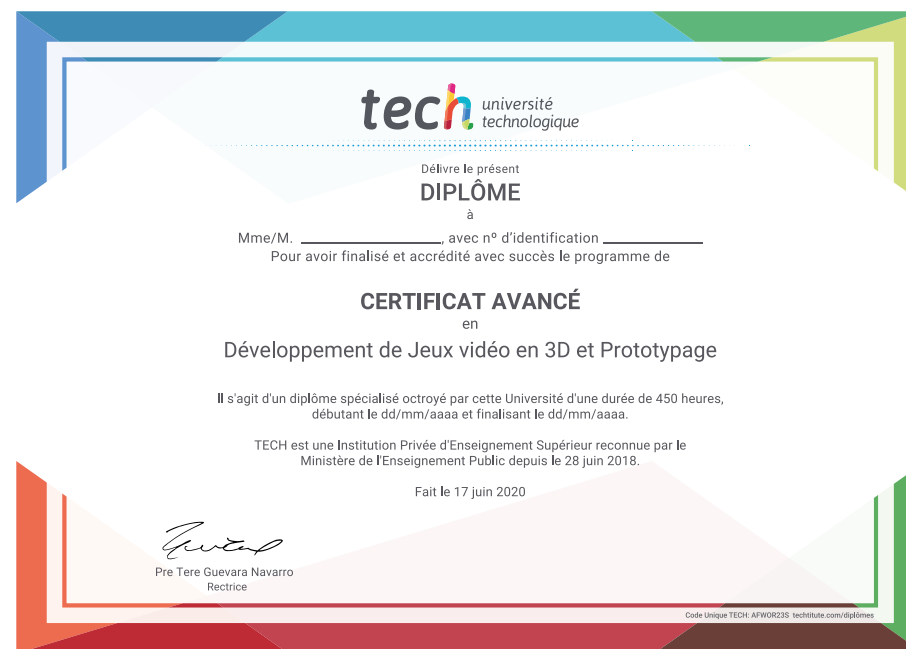 tech université
technologique
Délivre le présent
DIPLÔME
à
Mme/M. ____________________, avec nº d'identification ______________
Pour avoir finalisé et accrédité avec succès le programme de
CERTIFICAT AVANCÉ
en
Développement de Jeux vidéo en 3D et Prototypage
Il s'agit d'un diplôme spécialisé octroyé par cette Université d'une durée de 450 heures,
débutant le dd/mm/aaaa et finalisant le dd/mm/aaaa.
TECH est une Institution Privée d'Enseignement Supérieur reconnue par le
Ministère de l'Enseignement Public depuis le 28 juin 2018.
Fait le 17 juin 2020
Pre Tere Guevara Navarro
Rectrice
Code Unique TECH: AFWOR23S techtitute.com/diplômes